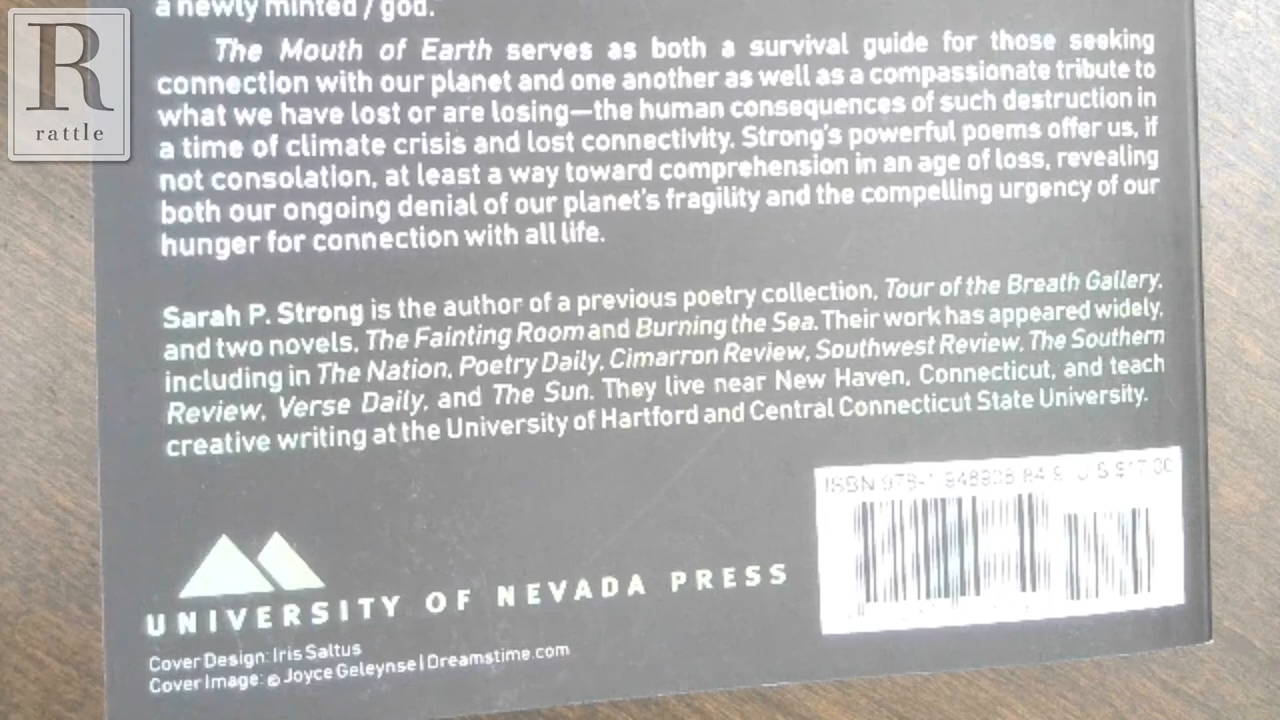 R
rattle
a newly minted / god."
The Mouth of Earth serves as both a survival guide for those seeking
connection with our planet and one another as well as a compassionate tribute to
what we have lost or are losing—the human consequences of such destruction in
a time of climate crisis and lost connectivity. Strong's powerful poems offer us, if
not consolation, at least a way toward comprehension in an age of loss, revealing
both our ongoing denial of our planet's fragility and the compelling urgency of our
hunger for connection with all life.
Sarah P. Strong is the author of a previous poetry collection, Tour of the Breath Gallery,
and two novels, The Fainting Room and Burning the Sea. Their work has appeared widely,
including in The Nation, Poetry Daily, Cimarron Review, Southwest Review, The Southern
Review, Verse Daily, and The Sun. They live near New Haven, Connecticut, and teach
creative writing at the University of Hartford and Central Connecticut State University.
ISBN 978-1-948908-84-9 U.S $17.00
UNIVERSITY OF NEVADA PRESS
Cover Design: Iris Saltus
Cover Image: © Joyce Geleynse | Dreamstime.com